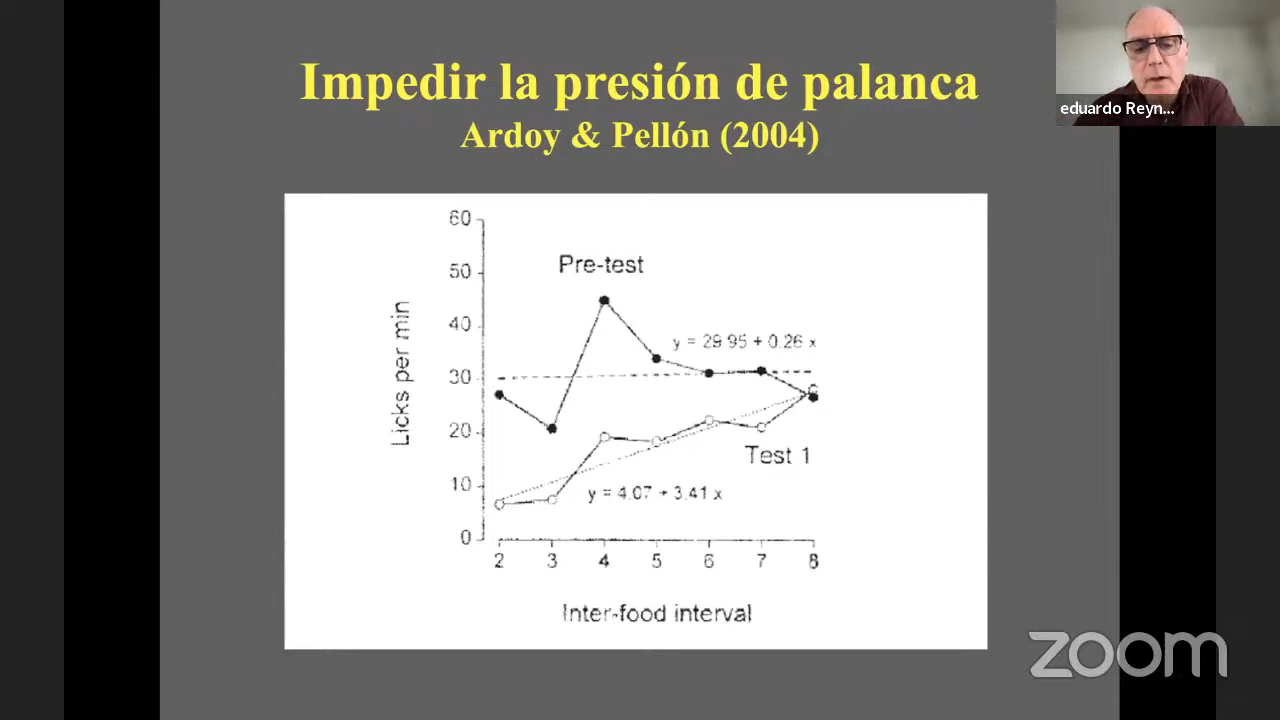 Impedir la presión de palanca
Ardoy & Pellón (2004)
eduardo Reyn...
60
50
40
30
20
10
0
Licks per min
Pre-test
y = 29.95 + 0.26 x
Test 1
y = 4.07 + 3.41 x
2 3 4 5 6 7 8
Inter-food interval
zoom